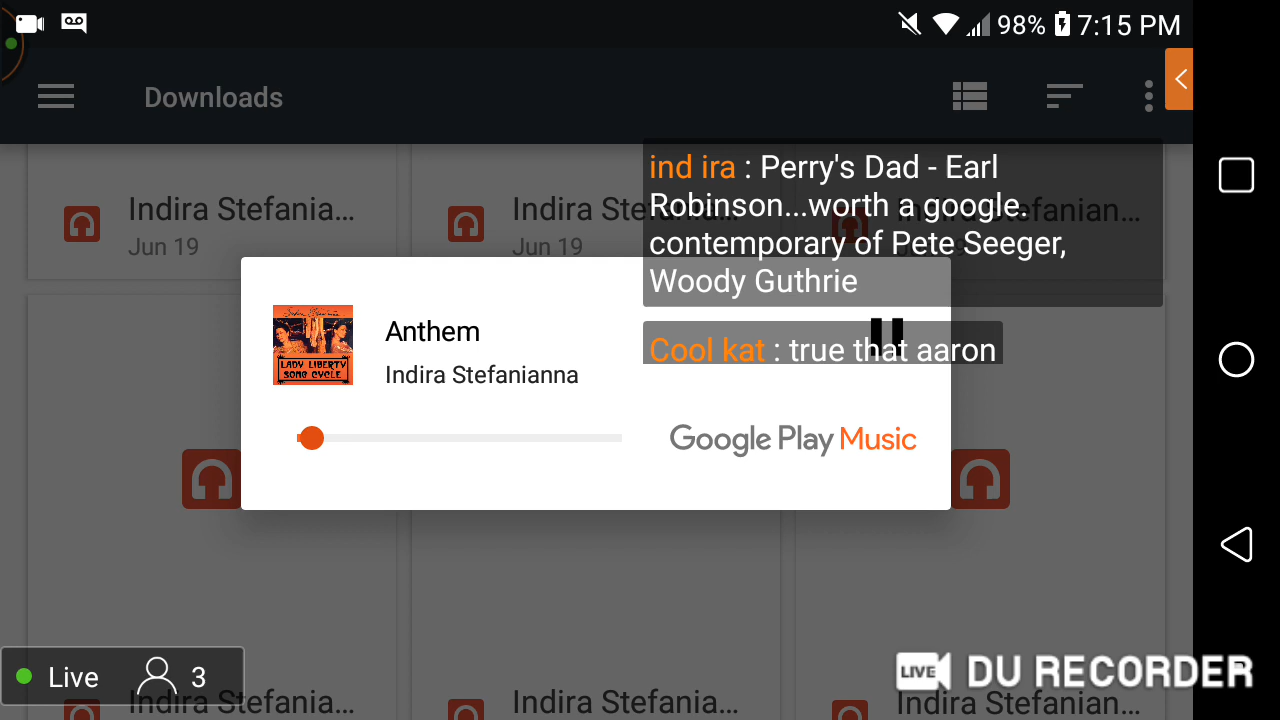 98% 7:15 PM
Downloads
Indira Stefania...
Jun 19
Indira Stefania...
Jun 19
ind ira : Perry's Dad - Earl
Robinson...worth a google.
contemporary of Pete Seeger,
Woody Guthrie
Cool kat : true that aaron
Anthem
Indira Stefanianna
LADY LIBERTY
SONG CYCLE
Google Play Music
Live 3
Indira Stefania...
Indira Stefania...
Indira Stefanian...
LIVE DU RECORDER